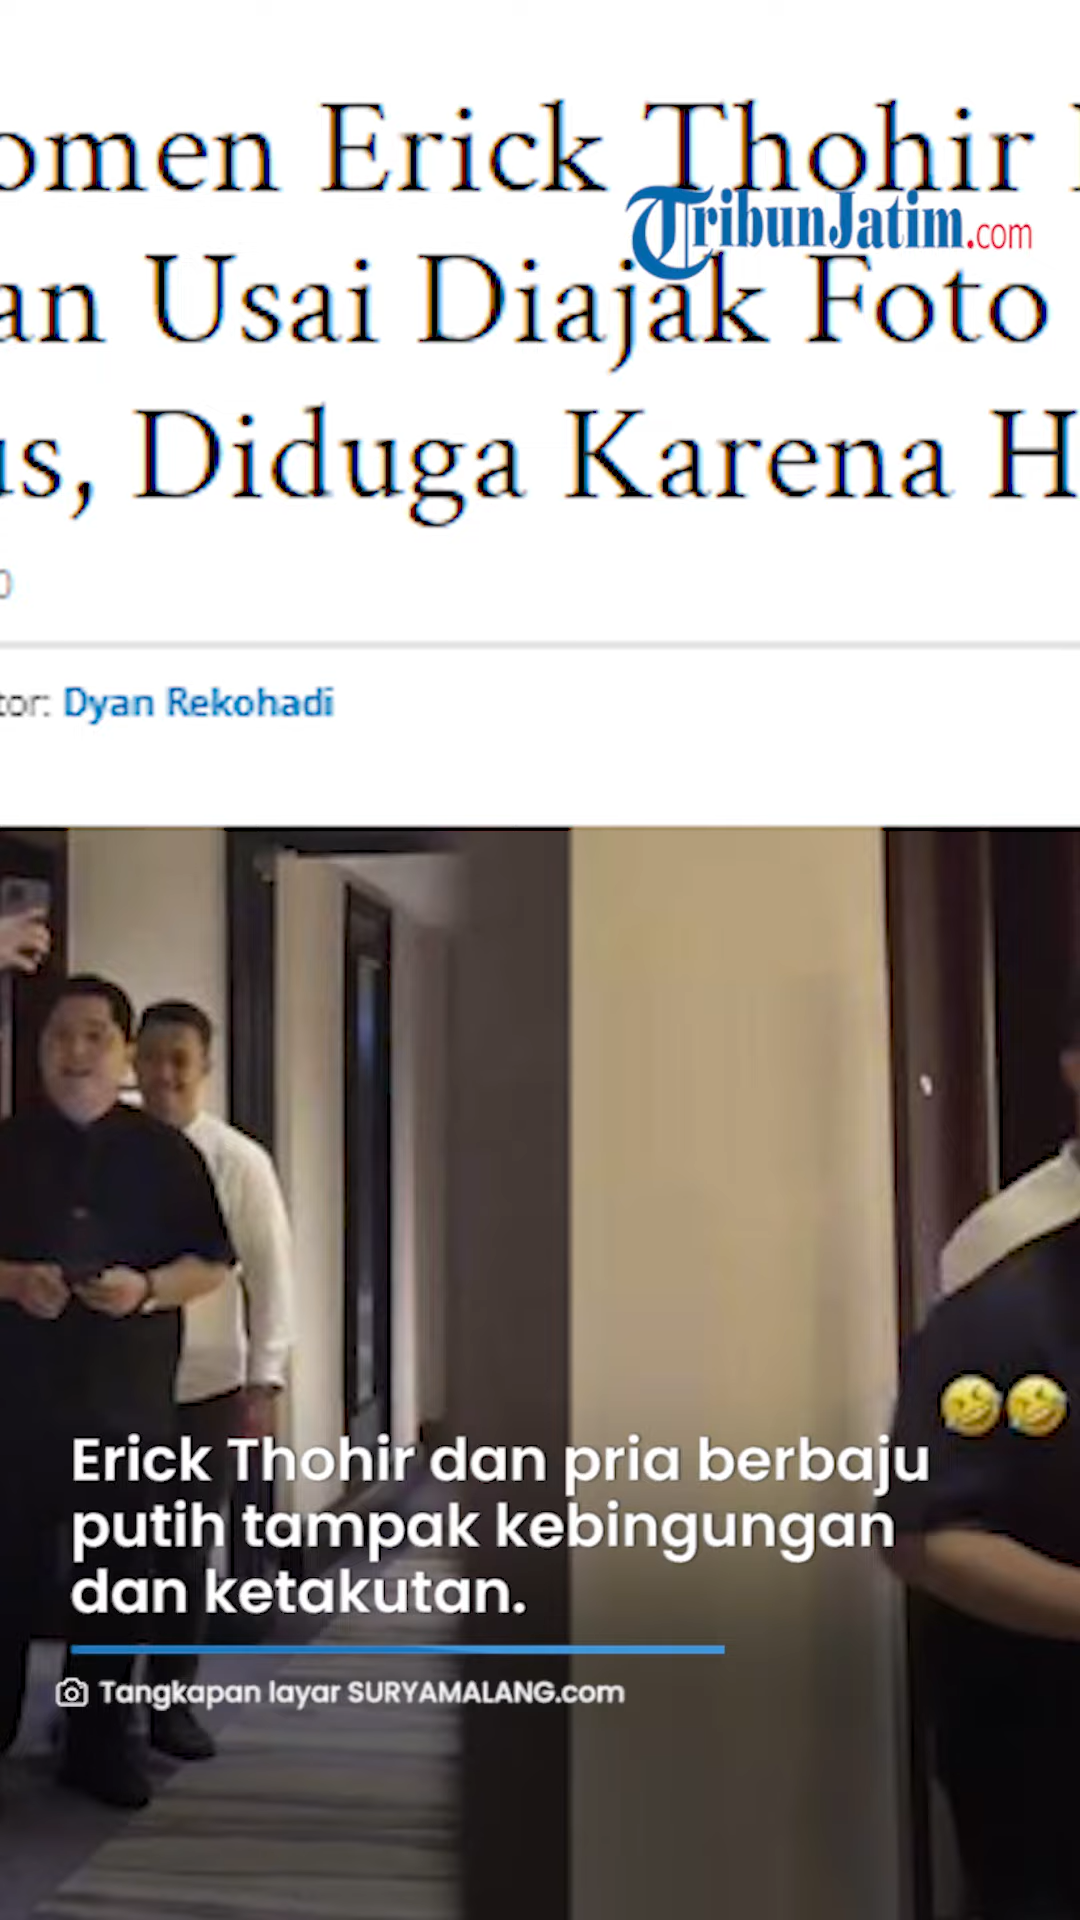 omen Erick Thohir
TribunJatim.com
an Usai Diajak Foto
us, Diduga Karena H
tor: Dyan Rekohadi
Erick Thohir dan pria berbaju
putih tampak kebingungan
dan ketakutan.
Tangkapan layar SURYAMALANG.com